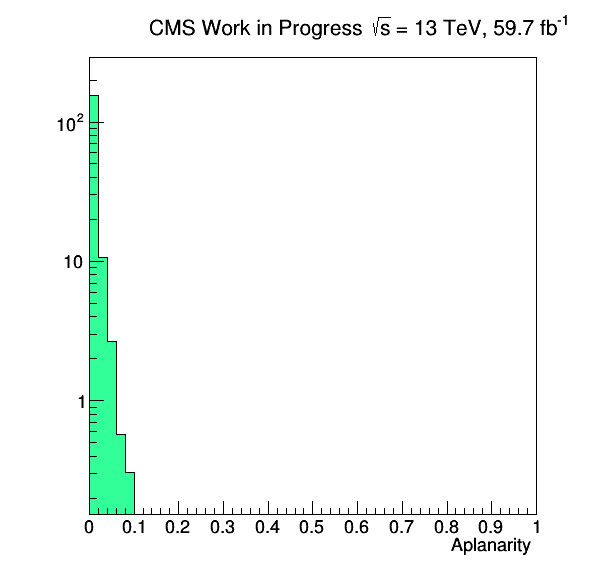 CMS Work in Progress √s = 13 TeV, 59.7 fb⁻¹
10²
10
1
0 0.1 0.2 0.3 0.4 0.5 0.6 0.7 0.8 0.9 1
Aplanarity